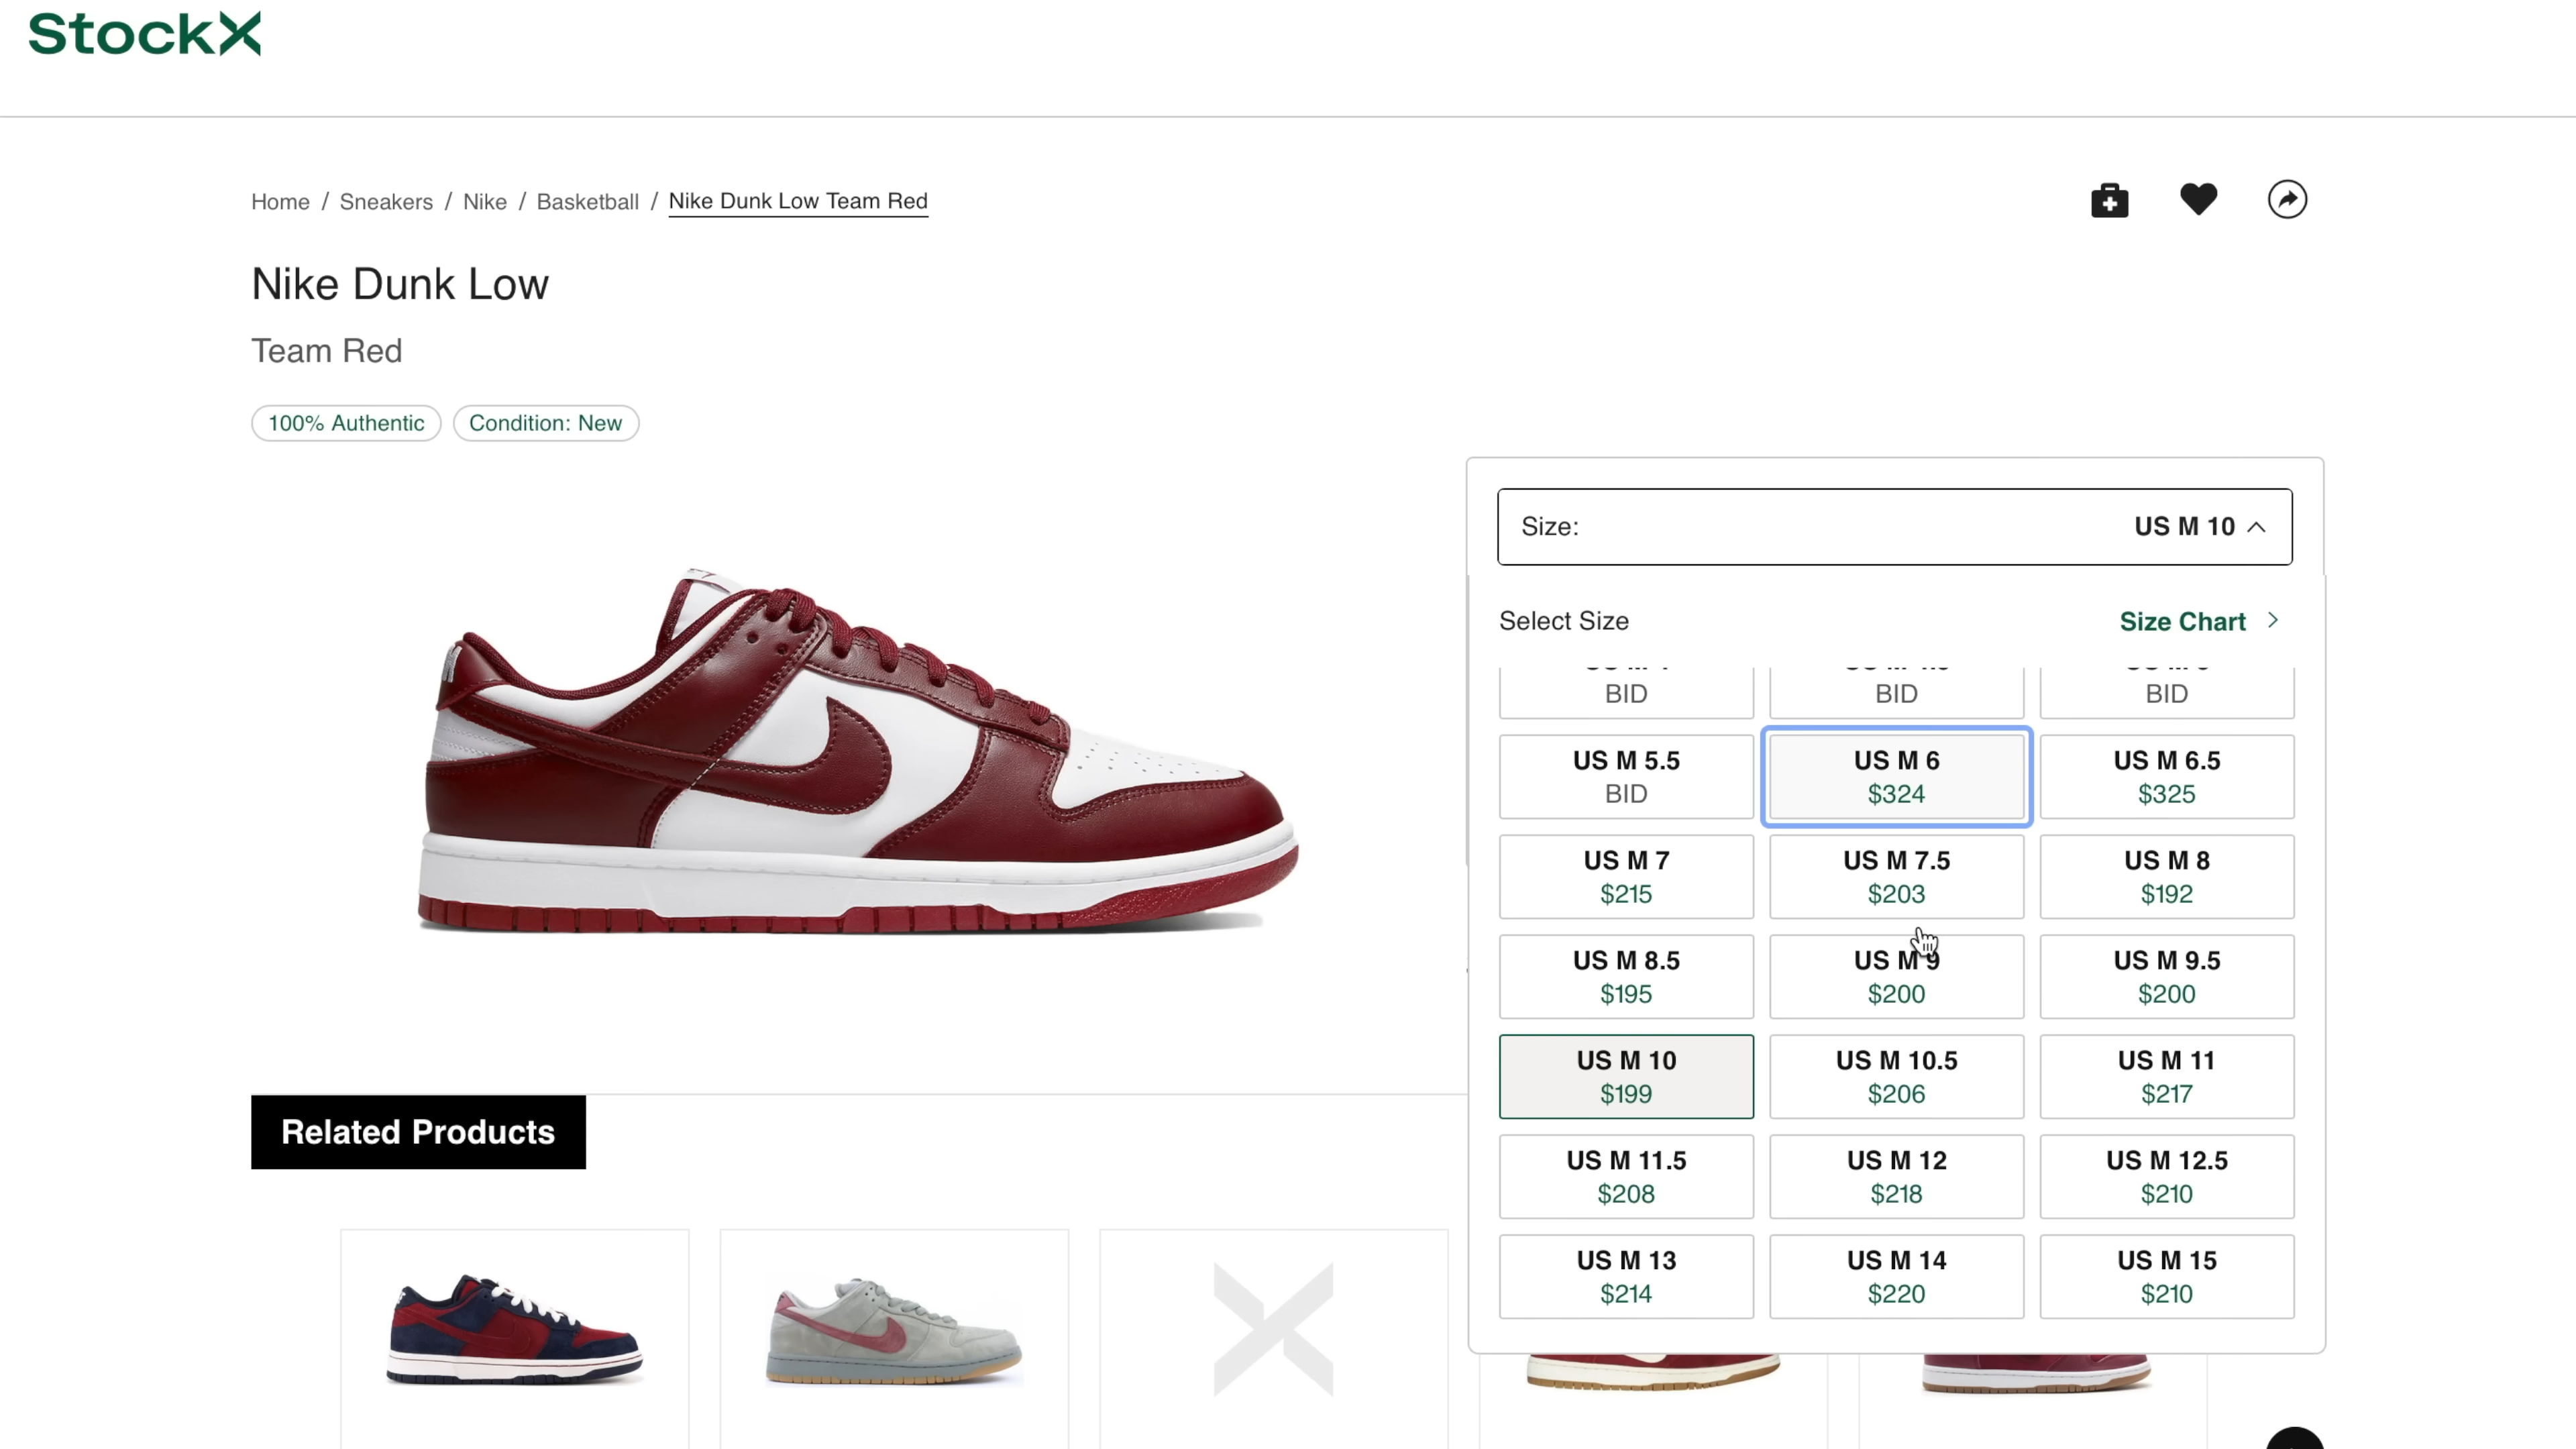 StockX
Home / Sneakers / Nike / Basketball / Nike Dunk Low Team Red
Nike Dunk Low
Team Red
100% Authentic
Condition: New
Size:
US M 10
Select Size
Size Chart
BID
BID
BID
US M 5.5
BID
US M 6
$324
US M 6.5
$325
US M 7
$215
US M 7.5
$203
US M 8
$192
US M 8.5
$195
US M 9
$200
US M 9.5
$200
US M 10
$199
US M 10.5
$206
US M 11
$217
US M 11.5
$208
US M 12
$218
US M 12.5
$210
US M 13
$214
US M 14
$220
US M 15
$210
Related Products